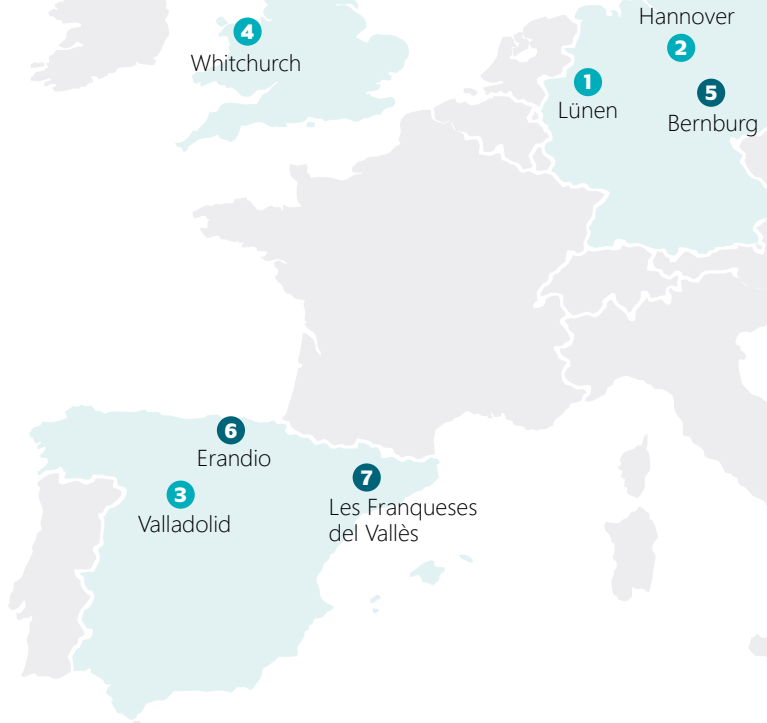 Hannover
2
4
Whitchurch
1
Lünen
5
Bernburg
6
Erandio
7
Les Franqueses
del Vallès
3
Valladolid